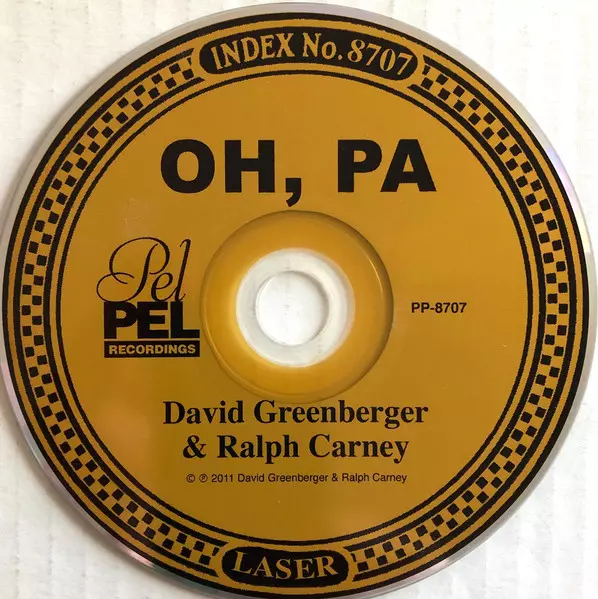 INDEX No. 8707
OH, PA
Pel
PEL
RECORDINGS
PP-8707
David Greenberger
& Ralph Carney
© ℗ 2011 David Greenberger & Ralph Carney
LASER